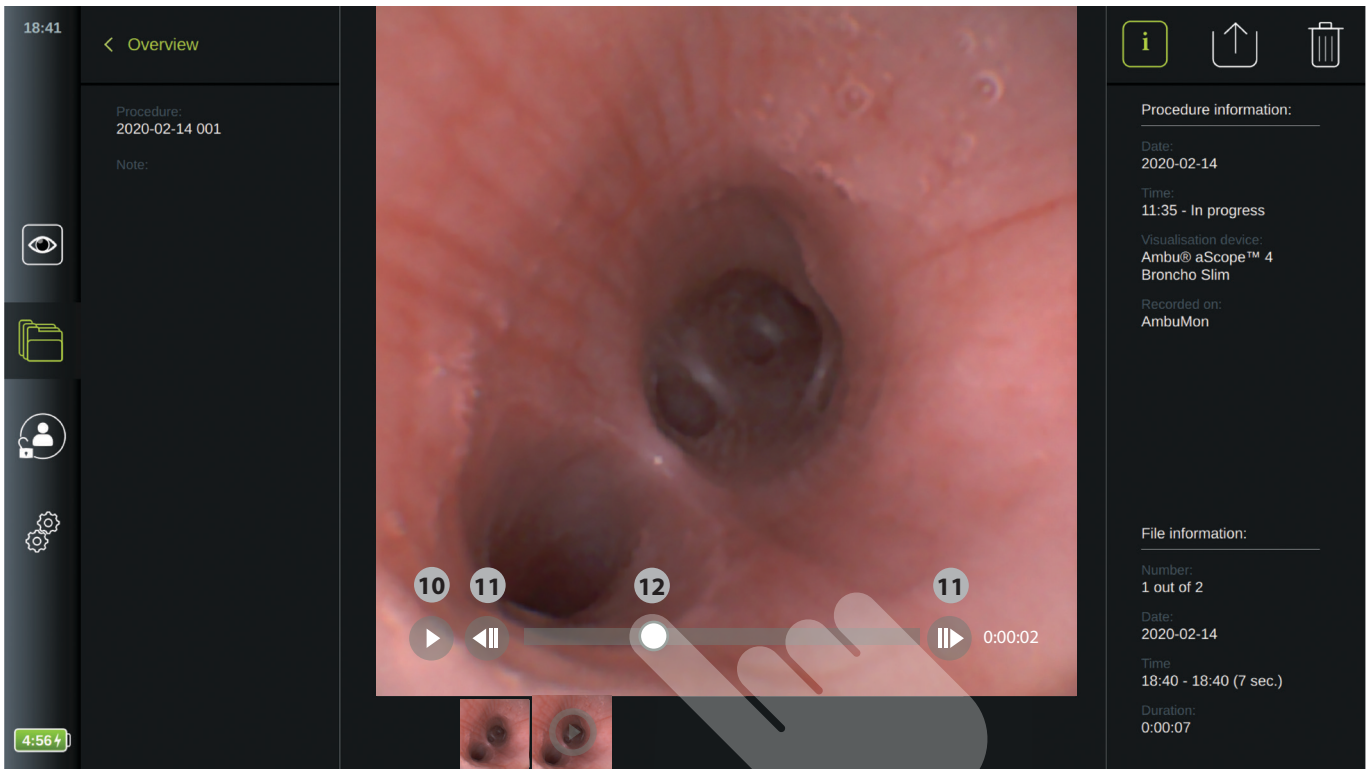 18:41
Overview
Procedure:
2020-02-14 001
Note:
4:56
10
11
12
11
0:00:02
i
Procedure information:
Date:
2020-02-14
Time:
11:35 - In progress
Visualisation device:
Ambu® aScope™ 4
Broncho Slim
Recorded on:
AmbuMon
File information:
Number:
1 out of 2
Date:
2020-02-14
Time
18:40 - 18:40 (7 sec.)
Duration:
0:00:07